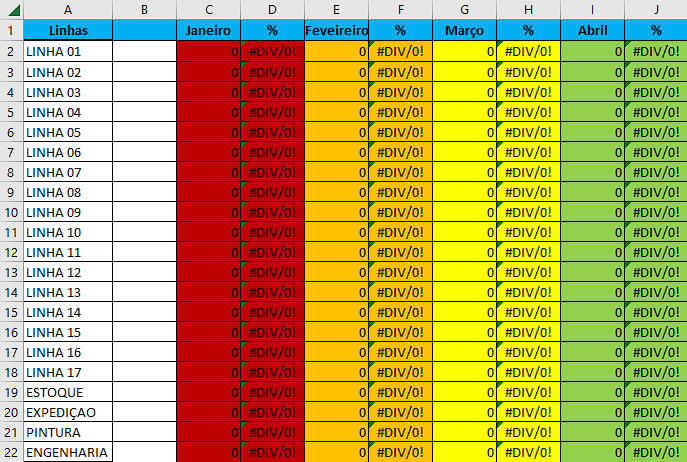 A B C D E F G H I J
1 Linhas Janeiro % Feveireiro % Março % Abril %
2 LINHA 01 0 #DIV/0! 0 #DIV/0! 0 #DIV/0! 0 #DIV/0!
3 LINHA 02 0 #DIV/0! 0 #DIV/0! 0 #DIV/0! 0 #DIV/0!
4 LINHA 03 0 #DIV/0! 0 #DIV/0! 0 #DIV/0! 0 #DIV/0!
5 LINHA 04 0 #DIV/0! 0 #DIV/0! 0 #DIV/0! 0 #DIV/0!
6 LINHA 05 0 #DIV/0! 0 #DIV/0! 0 #DIV/0! 0 #DIV/0!
7 LINHA 06 0 #DIV/0! 0 #DIV/0! 0 #DIV/0! 0 #DIV/0!
8 LINHA 07 0 #DIV/0! 0 #DIV/0! 0 #DIV/0! 0 #DIV/0!
9 LINHA 08 0 #DIV/0! 0 #DIV/0! 0 #DIV/0! 0 #DIV/0!
10 LINHA 09 0 #DIV/0! 0 #DIV/0! 0 #DIV/0! 0 #DIV/0!
11 LINHA 10 0 #DIV/0! 0 #DIV/0! 0 #DIV/0! 0 #DIV/0!
12 LINHA 11 0 #DIV/0! 0 #DIV/0! 0 #DIV/0! 0 #DIV/0!
13 LINHA 12 0 #DIV/0! 0 #DIV/0! 0 #DIV/0! 0 #DIV/0!
14 LINHA 13 0 #DIV/0! 0 #DIV/0! 0 #DIV/0! 0 #DIV/0!
15 LINHA 14 0 #DIV/0! 0 #DIV/0! 0 #DIV/0! 0 #DIV/0!
16 LINHA 15 0 #DIV/0! 0 #DIV/0! 0 #DIV/0! 0 #DIV/0!
17 LINHA 16 0 #DIV/0! 0 #DIV/0! 0 #DIV/0! 0 #DIV/0!
18 LINHA 17 0 #DIV/0! 0 #DIV/0! 0 #DIV/0! 0 #DIV/0!
19 ESTOQUE 0 #DIV/0! 0 #DIV/0! 0 #DIV/0! 0 #DIV/0!
20 EXPEDIÇAO 0 #DIV/0! 0 #DIV/0! 0 #DIV/0! 0 #DIV/0!
21 PINTURA 0 #DIV/0! 0 #DIV/0! 0 #DIV/0! 0 #DIV/0!
22 ENGENHARIA 0 #DIV/0! 0 #DIV/0! 0 #DIV/0! 0 #DIV/0!